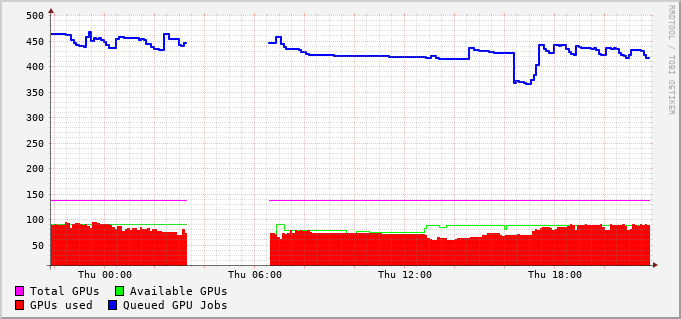 500
450
400
350
300
250
200
150
100
50
Thu 00:00 Thu 06:00 Thu 12:00 Thu 18:00
Total GPUs Available GPUs
GPUs used Queued GPU Jobs
RRDTOOL / TOBI OETIKER